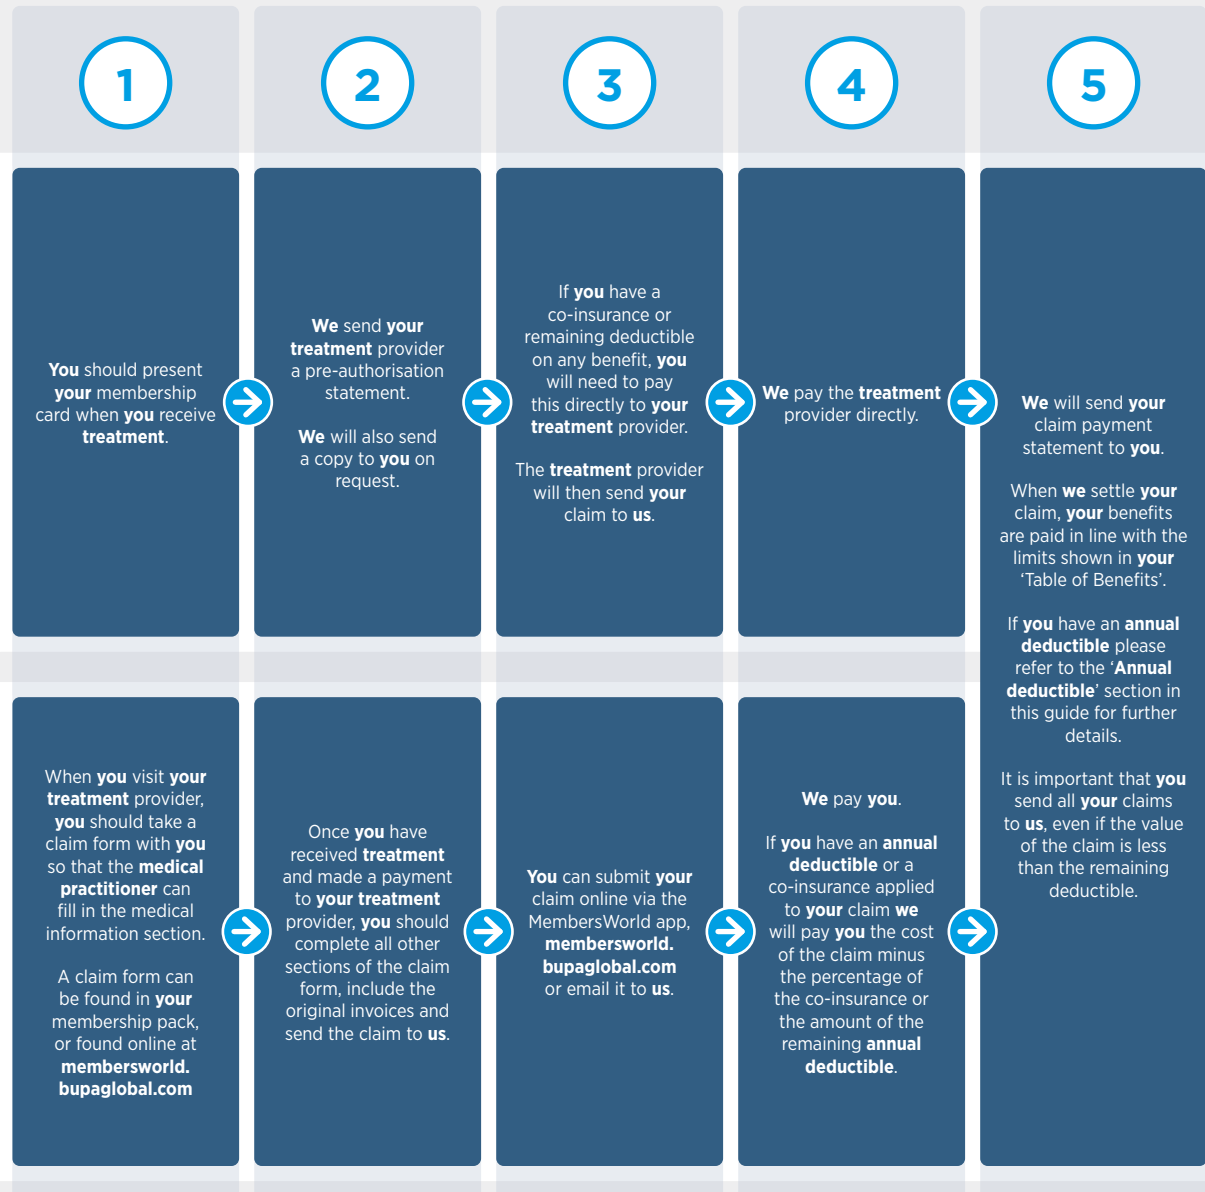 1
2
3
4
5
You should present
your membership
card when you receive
treatment.
We send your
treatment provider
a pre-authorisation
statement.
We will also send
a copy to you on
request.
If you have a
co-insurance or
remaining deductible
on any benefit, you
will need to pay
this directly to your
treatment provider.
The treatment provider
will then send your
claim to us.
We pay the treatment
provider directly.
We will send your
claim payment
statement to you.
When we settle your
claim, your benefits
are paid in line with the
limits shown in your
‘Table of Benefits’.
If you have an annual
deductible please
refer to the ‘Annual
deductible’ section in
this guide for further
details.
It is important that you
send all your claims
to us, even if the value
of the claim is less
than the remaining
deductible.
When you visit your
treatment provider,
you should take a
claim form with you
so that the medical
practitioner can
fill in the medical
information section.
A claim form can
be found in your
membership pack,
or found online at
membersworld.
bupaglobal.com
Once you have
received treatment
and made a payment
to your treatment
provider, you should
complete all other
sections of the claim
form, include the
original invoices and
send the claim to us.
You can submit your
claim online via the
MembersWorld app,
membersworld.
bupaglobal.com
or email it to us.
We pay you.
If you have an annual
deductible or a
co-insurance applied
to your claim we
will pay you the cost
of the claim minus
the percentage of
the co-insurance or
the amount of the
remaining annual
deductible.